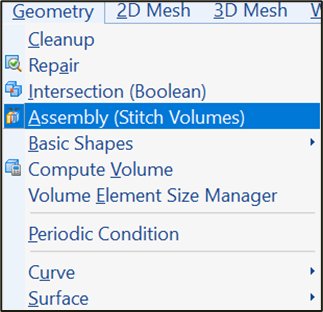 Geometry 2D Mesh 3D Mesh
Cleanup
Repair
Intersection (Boolean)
Assembly (Stitch Volumes)
Basic Shapes
Compute Volume
Volume Element Size Manager
Periodic Condition
Curve
Surface